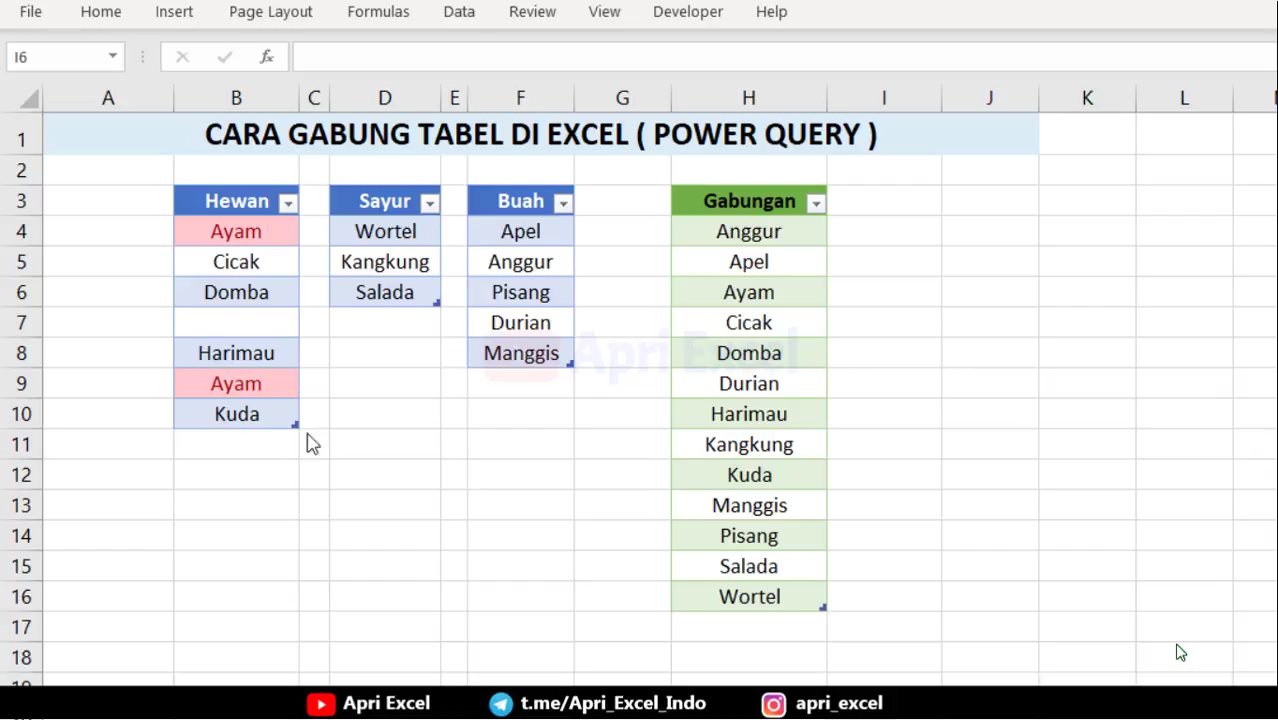 File Home Insert Page Layout Formulas Data Review View Developer Help
I6 fx
A B C D E F G H I J K L
1 CARA GABUNG TABEL DI EXCEL ( POWER QUERY )
2
3 Hewan Sayur Buah Gabungan
4 Ayam Wortel Apel Anggur
5 Cicak Kangkung Anggur Apel
6 Domba Salada Pisang Ayam
7 Durian Cicak
8 Harimau Manggis Domba
Apri Excel
9 Ayam Durian
10 Kuda Harimau
11 Kangkung
12 Kuda
13 Manggis
14 Pisang
15 Salada
16 Wortel
17
18
Apri Excel t.me/Apri_Excel_Indo apri_excel